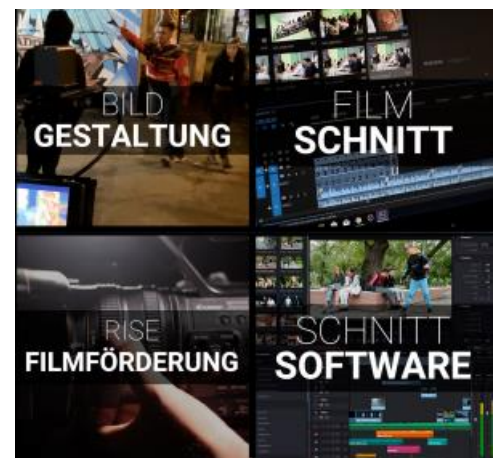 BILD
GESTALTUNG
FILM
SCHNITT
RISE
FILMFÖRDERUNG
SCHNITT
SOFTWARE